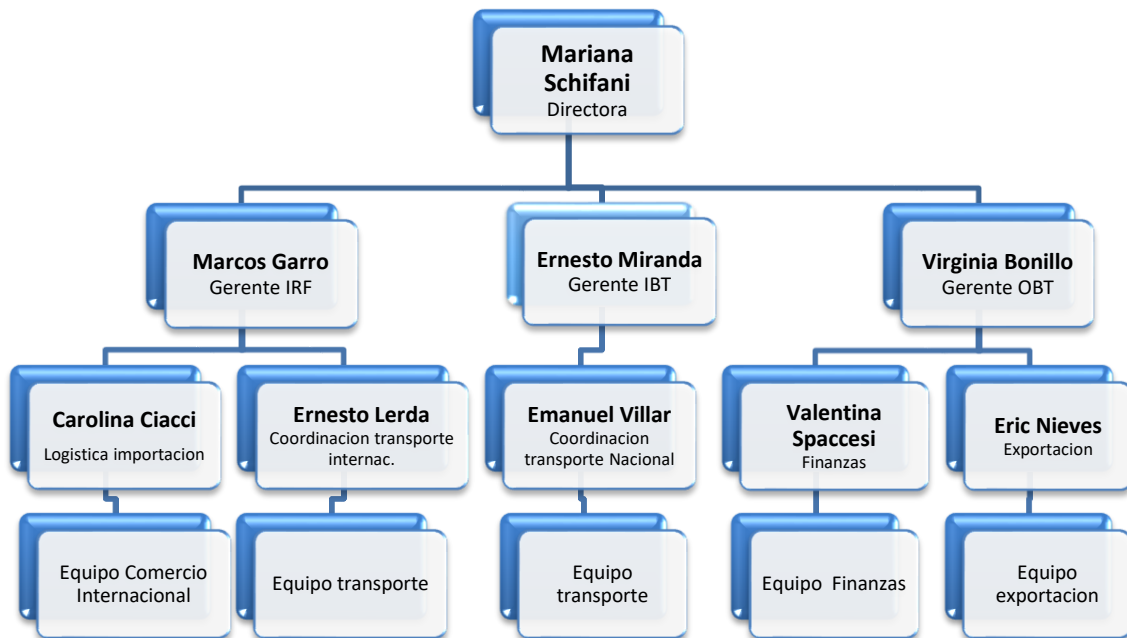 Mariana
Schifani
Directora
Marcos Garro
Gerente IRF
Ernesto Miranda
Gerente IBT
Virginia Bonillo
Gerente OBT
Carolina Ciacci
Logistica importacion
Ernesto Lerda
Coordinacion transporte
internac.
Emanuel Villar
Coordinacion
transporte Nacional
Valentina
Spaccesi
Finanzas
Eric Nieves
Exportacion
Equipo Comercio
Internacional
Equipo transporte
Equipo
transporte
Equipo  Finanzas
Equipo
exportacion